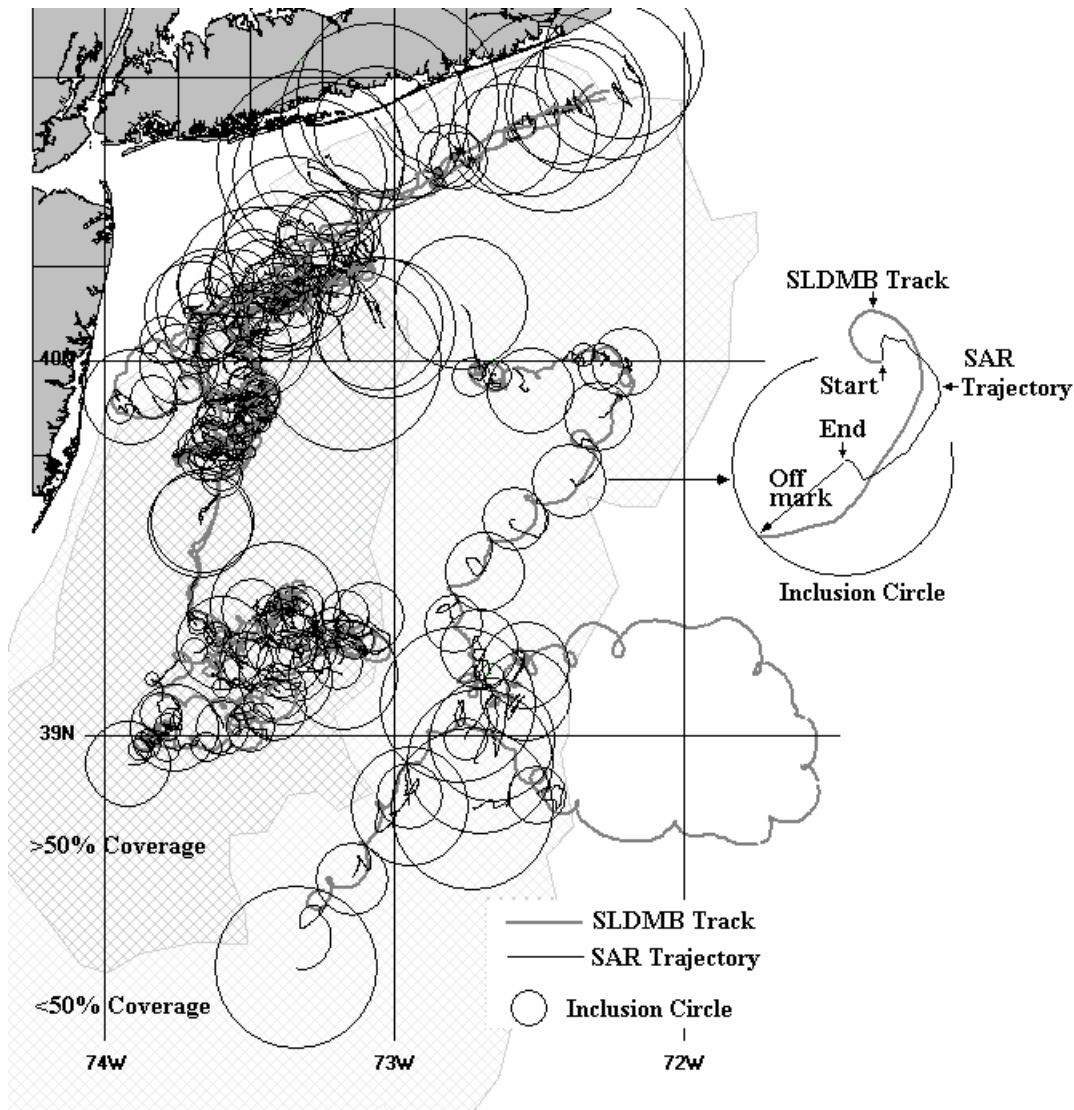 SLDMB Track
SAR
Trajectory
Start
End
Off
mark
Inclusion Circle
40N
39N
>50% Coverage
<50% Coverage
SLDMB Track
SAR Trajectory
Inclusion Circle
74W
73W
72W